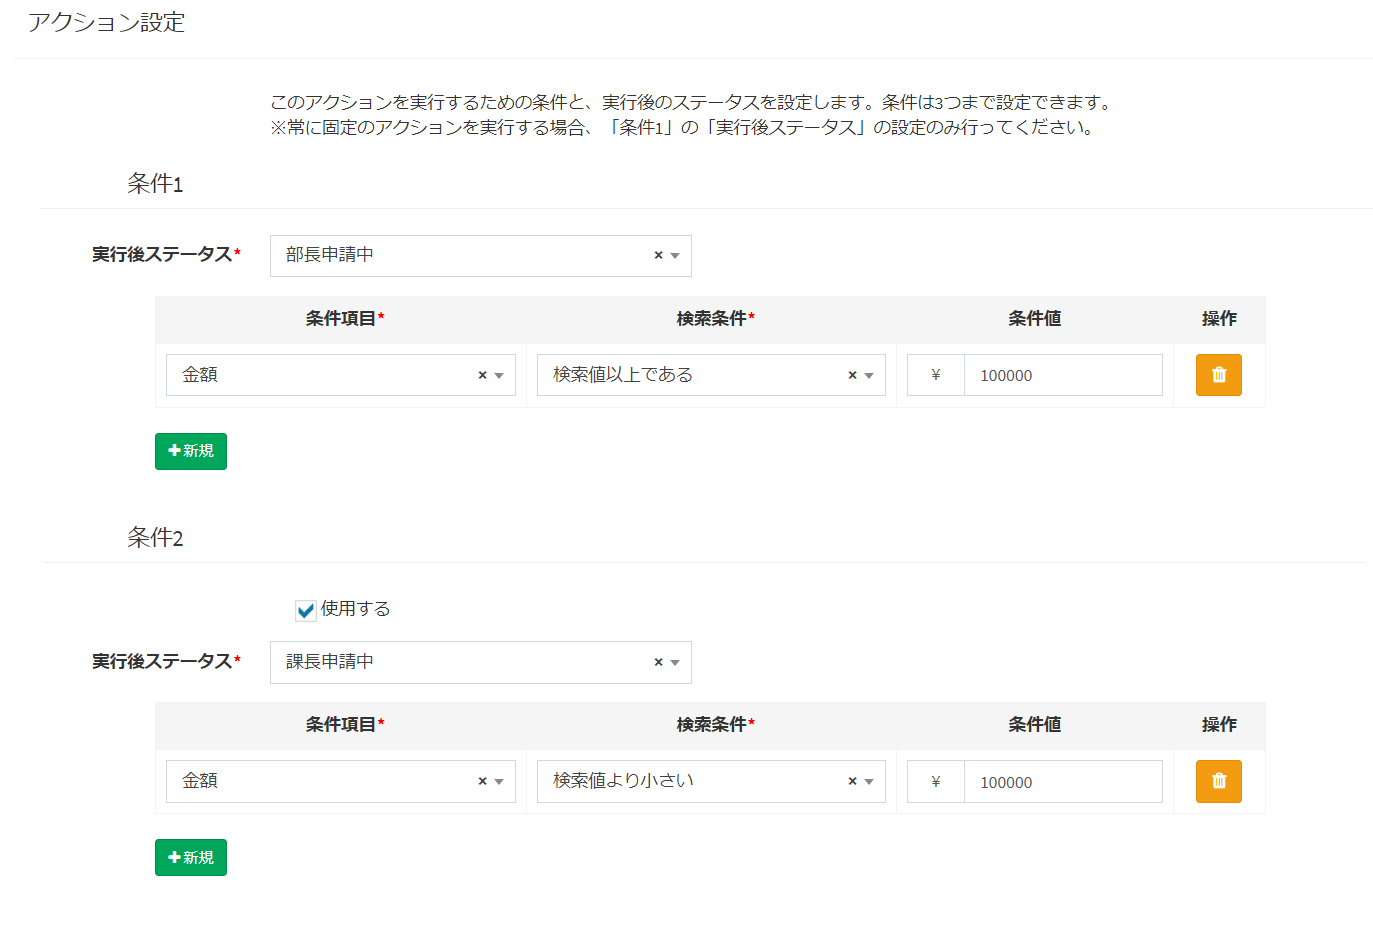 アクション設定
このアクションを実行するための条件と、実行後のステータスを設定します。条件は3つまで設定できます。
※常に固定のアクションを実行する場合、「条件1」の「実行後ステータス」の設定のみ行ってください。
条件1
実行後ステータス* 部長申請中 ×
条件項目* 検索条件* 条件値 操作
金額 × 検索値以上である × ¥ 100000
+新規
条件2
使用する
実行後ステータス* 課長申請中 ×
条件項目* 検索条件* 条件値 操作
金額 × 検索値より小さい × ¥ 100000
+新規